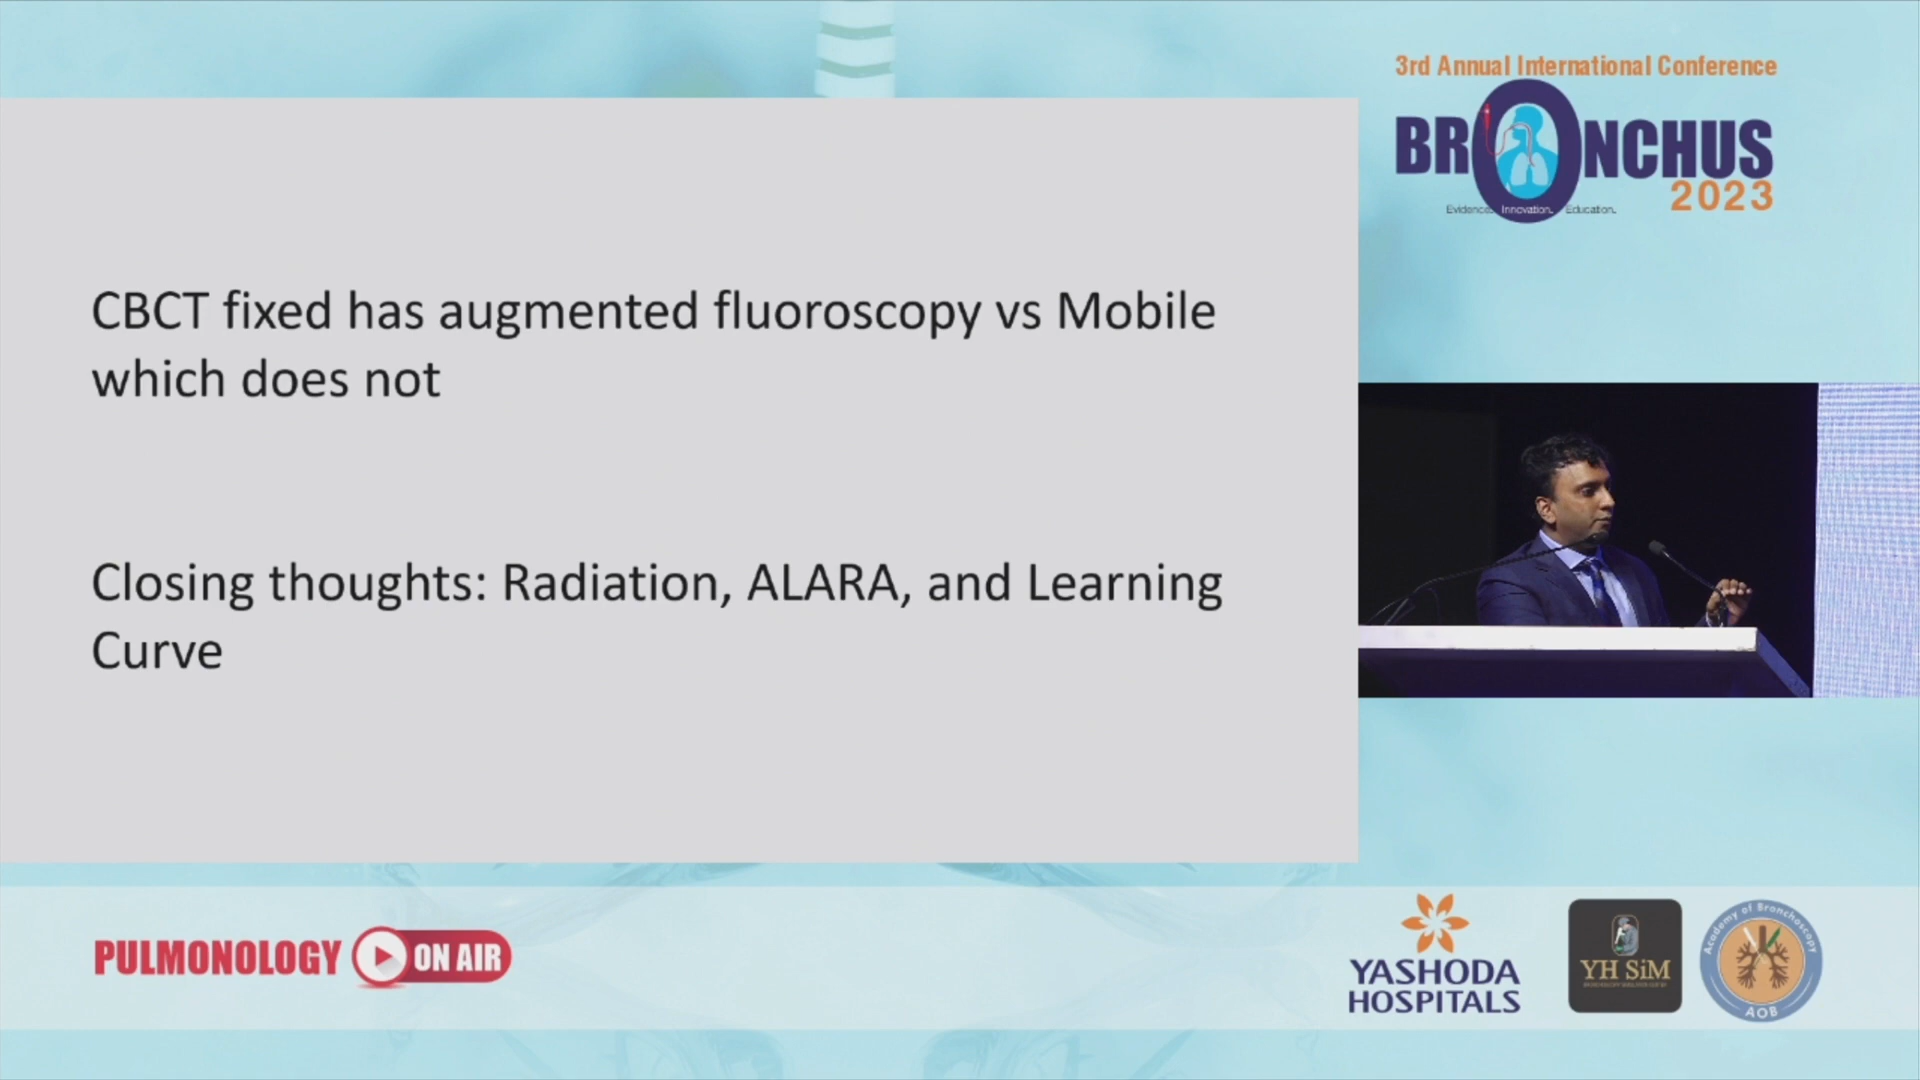 3rd Annual International Conference
BRONCHUS
2023
Evidence. Innovation. Education.
CBCT fixed has augmented fluoroscopy vs Mobile
which does not
Closing thoughts: Radiation, ALARA, and Learning
Curve
PULMONOLOGY ON AIR
YASHODA
HOSPITALS
YH SiM
Academy of Bronchoscopy
AOB